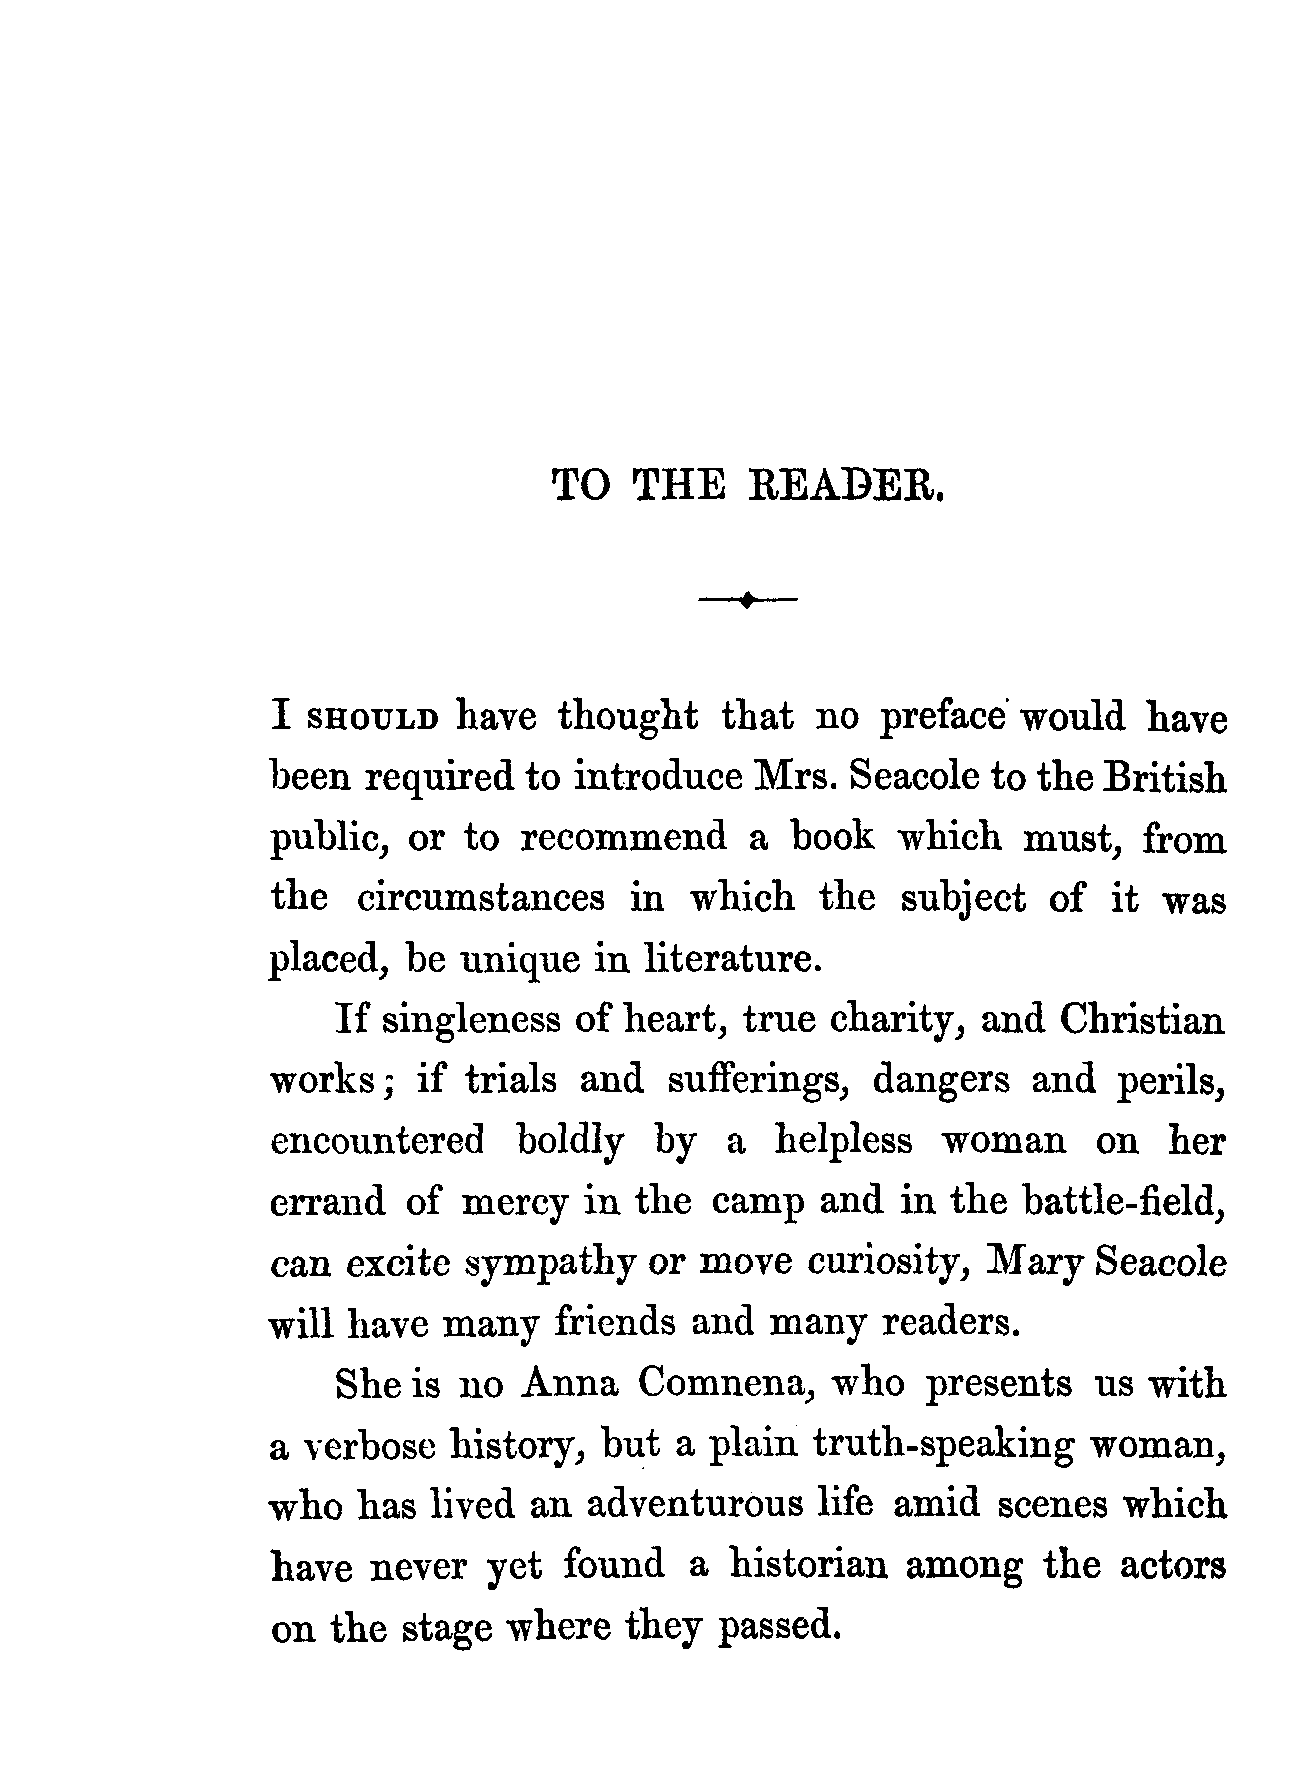 TO THE READER.
I SHOULD have thought that no preface would have
been required to introduce Mrs. Seacole to the British
public, or to recommend a book which must, from
the circumstances in which the subject of it was
placed, be unique in literature.
If singleness of heart, true charity, and Christian
works; if trials and sufferings, dangers and perils,
encountered boldly by a helpless woman on her
errand of mercy in the camp and in the battle-field,
can excite sympathy or move curiosity, Mary Seacole
will have many friends and many readers.
She is no Anna Comnena, who presents us with
a verbose history, but a plain truth-speaking woman,
who has lived an adventurous life amid scenes which
have never yet found a historian among the actors
on the stage where they passed.